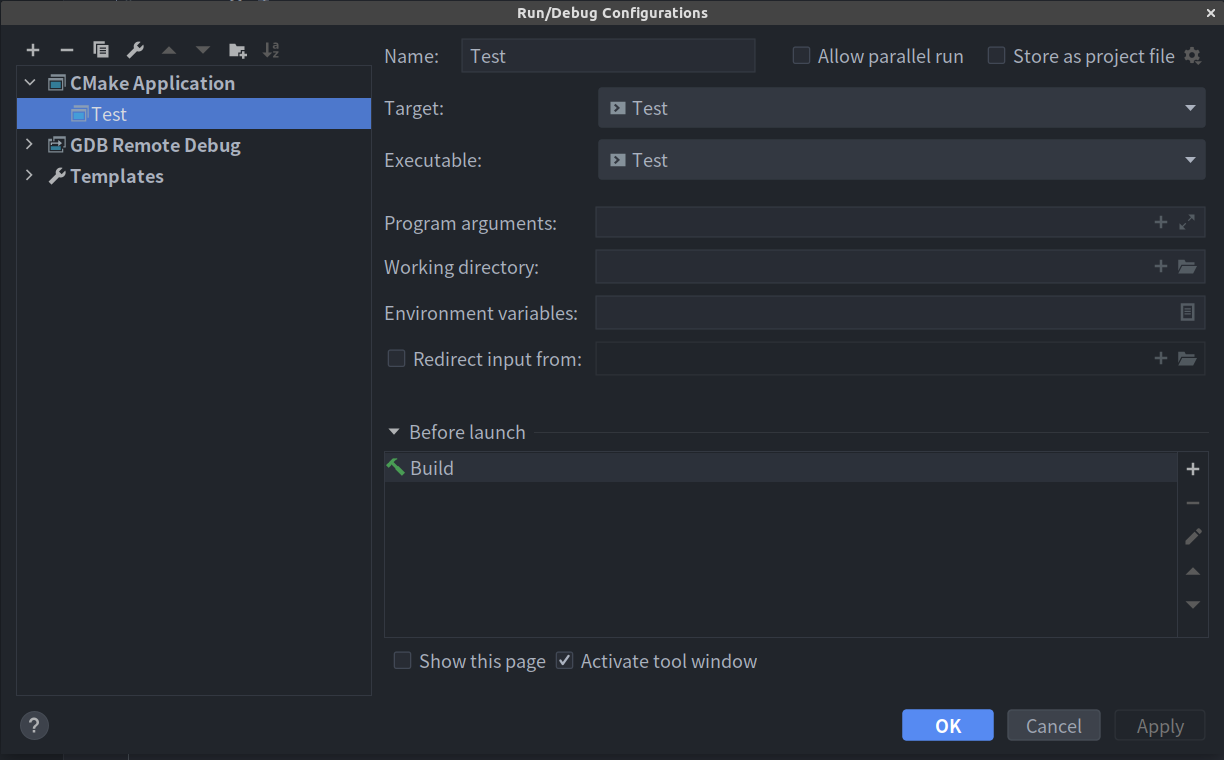 Run/Debug Configurations
CMake Application
Test
GDB Remote Debug
Templates
Name: Test Allow parallel run Store as project file
Target: Test
Executable: Test
Program arguments:
Working directory:
Environment variables:
Redirect input from:
Before launch
Build
Show this page Activate tool window
? OK Cancel Apply